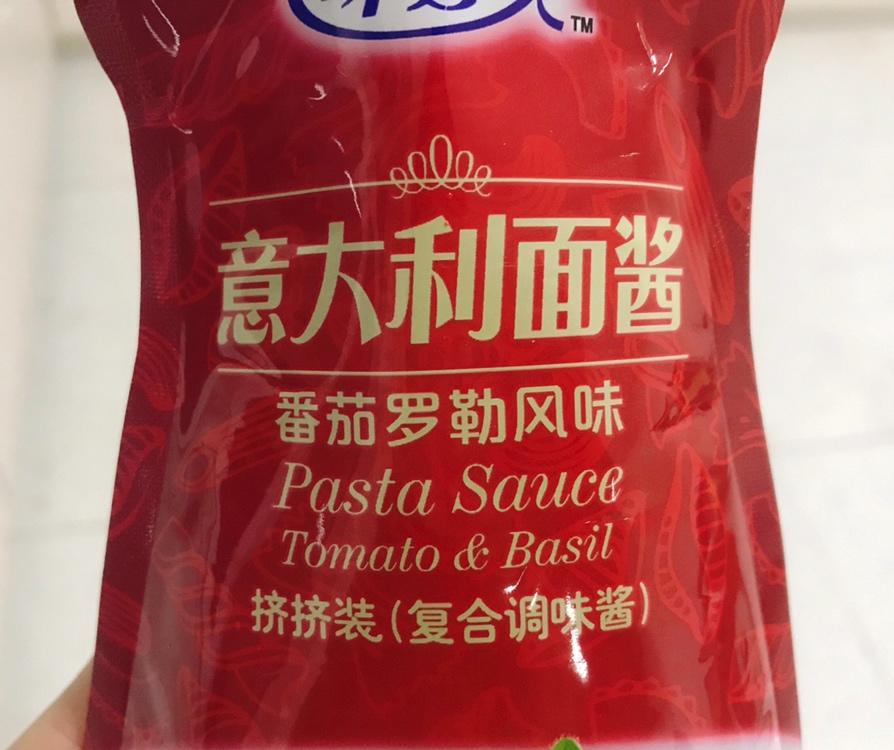 TM
意大利面酱
番茄罗勒风味
Pasta Sauce
Tomato & Basil
挤挤装(复合调味酱)